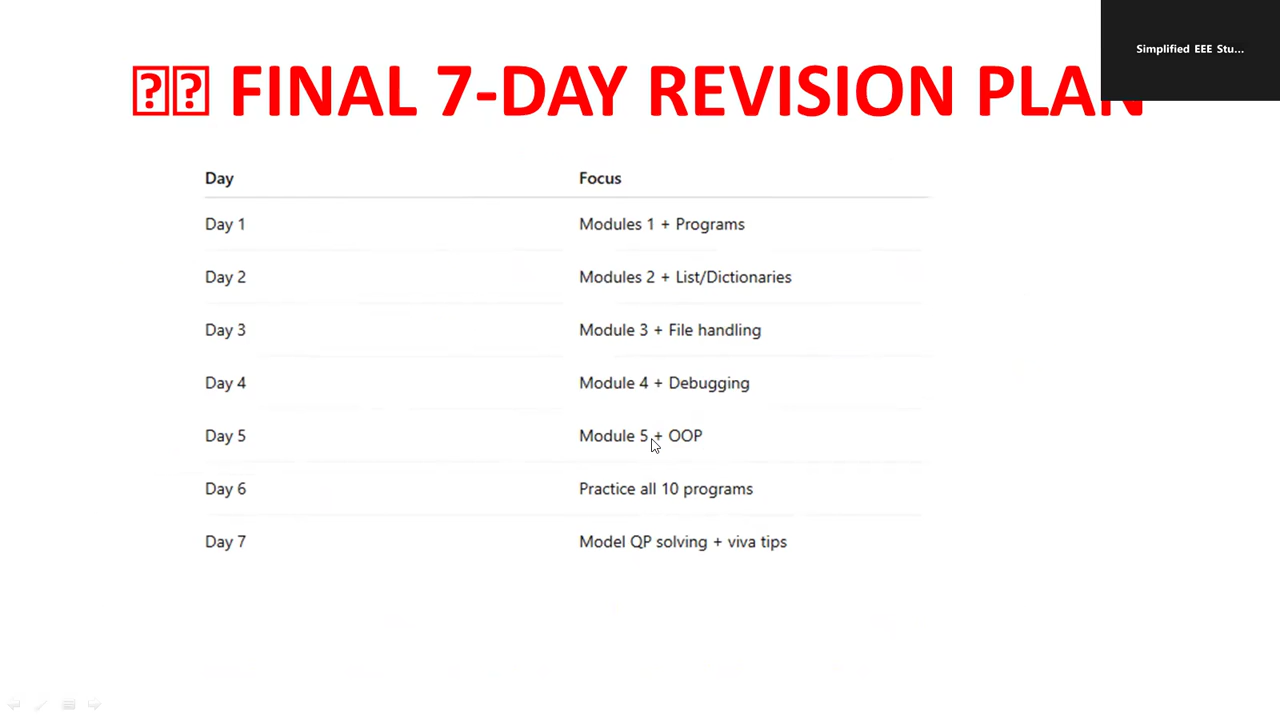 Simplified EEE Stu...
FINAL 7-DAY REVISION PLAN
Day Focus
Day 1 Modules 1 + Programs
Day 2 Modules 2 + List/Dictionaries
Day 3 Module 3 + File handling
Day 4 Module 4 + Debugging
Day 5 Module 5 + OOP
Day 6 Practice all 10 programs
Day 7 Model QP solving + viva tips